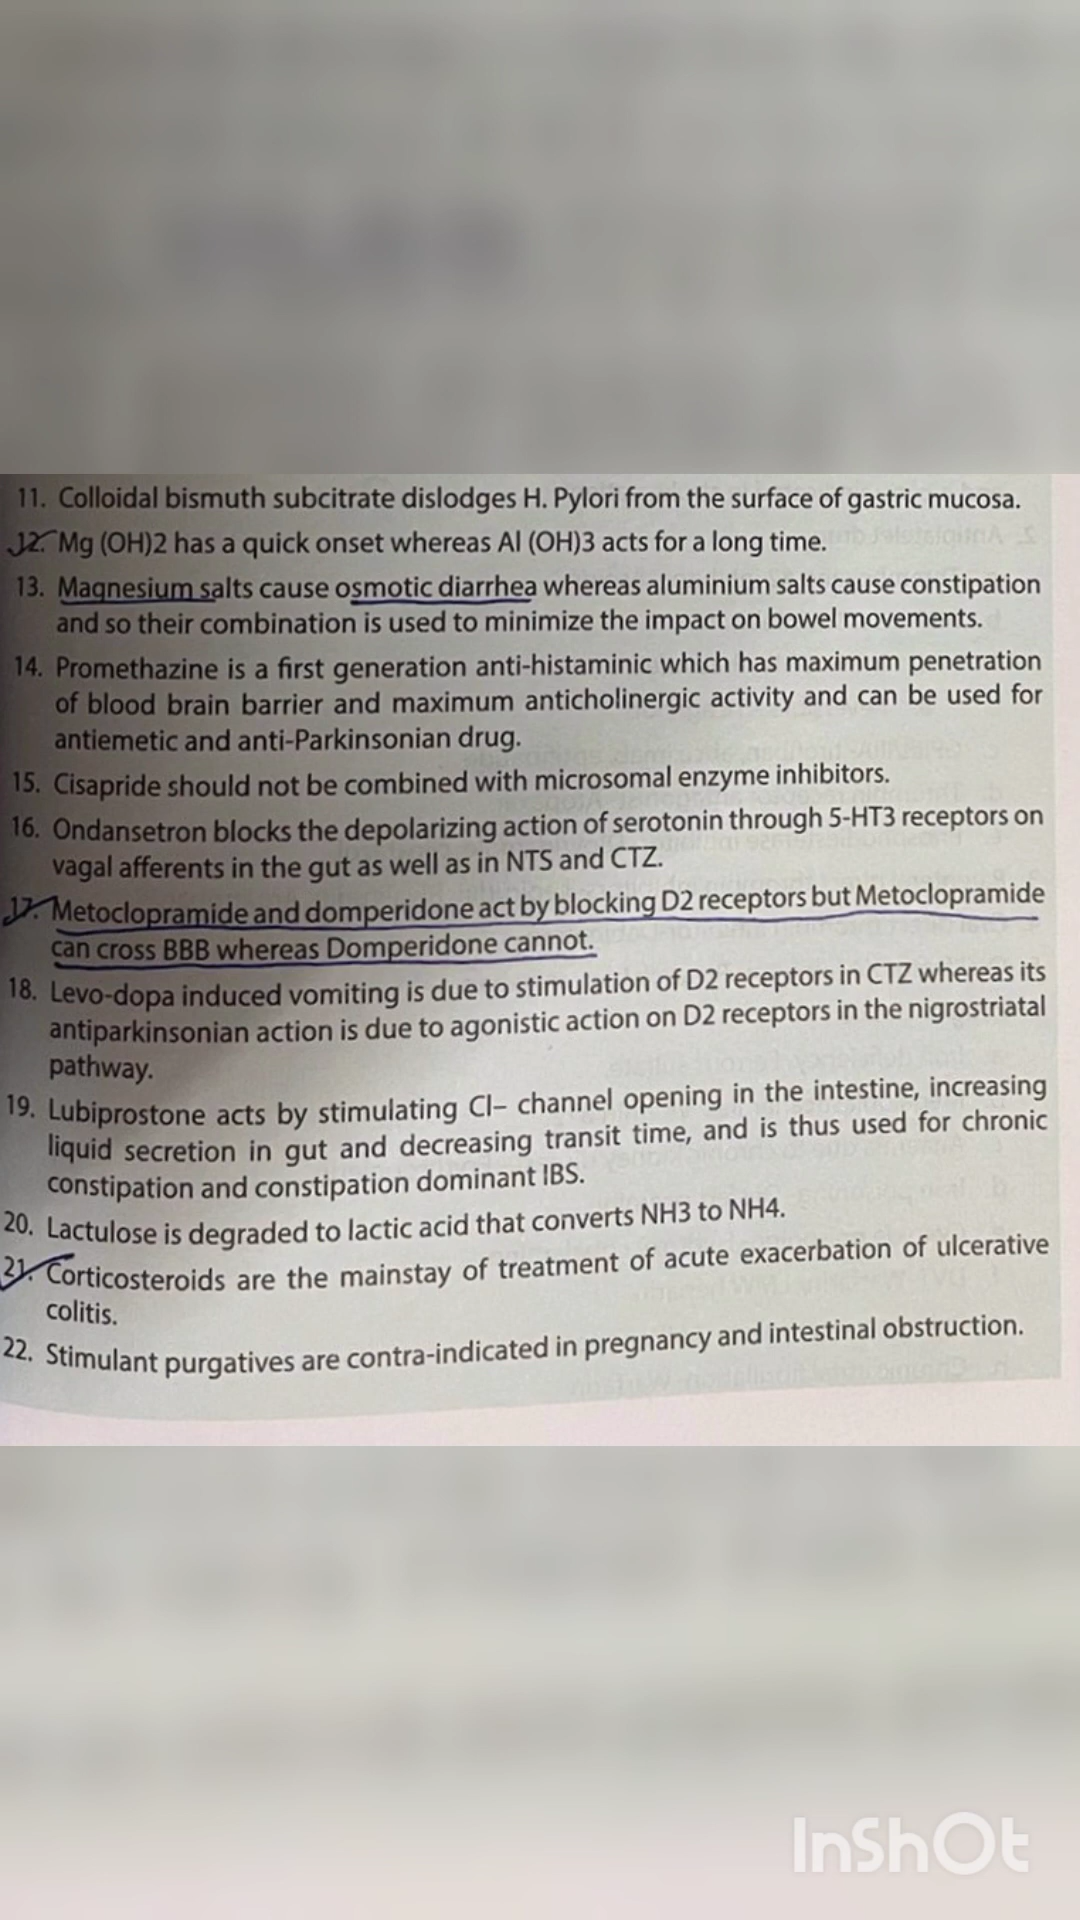 11. Colloidal bismuth subcitrate dislodges H. Pylori from the surface of gastric mucosa.
12. Mg (OH)2 has a quick onset whereas Al (OH)3 acts for a long time.
13. Magnesium salts cause osmotic diarrhea whereas aluminium salts cause constipation
and so their combination is used to minimize the impact on bowel movements.
14. Promethazine is a first generation anti-histaminic which has maximum penetration
of blood brain barrier and maximum anticholinergic activity and can be used for
antiemetic and anti-Parkinsonian drug.
15. Cisapride should not be combined with microsomal enzyme inhibitors.
16. Ondansetron blocks the depolarizing action of serotonin through 5-HT3 receptors on
vagal afferents in the gut as well as in NTS and CTZ.
17. Metoclopramide and domperidone act by blocking D2 receptors but Metoclopramide
can cross BBB whereas Domperidone cannot.
18. Levo-dopa induced vomiting is due to stimulation of D2 receptors in CTZ whereas its
antiparkinsonian action is due to agonistic action on D2 receptors in the nigrostriatal
pathway.
19. Lubiprostone acts by stimulating Cl– channel opening in the intestine, increasing
liquid secretion in gut and decreasing transit time, and is thus used for chronic
constipation and constipation dominant IBS.
20. Lactulose is degraded to lactic acid that converts NH3 to NH4.
21. Corticosteroids are the mainstay of treatment of acute exacerbation of ulcerative
colitis.
22. Stimulant purgatives are contra-indicated in pregnancy and intestinal obstruction.
InShOt